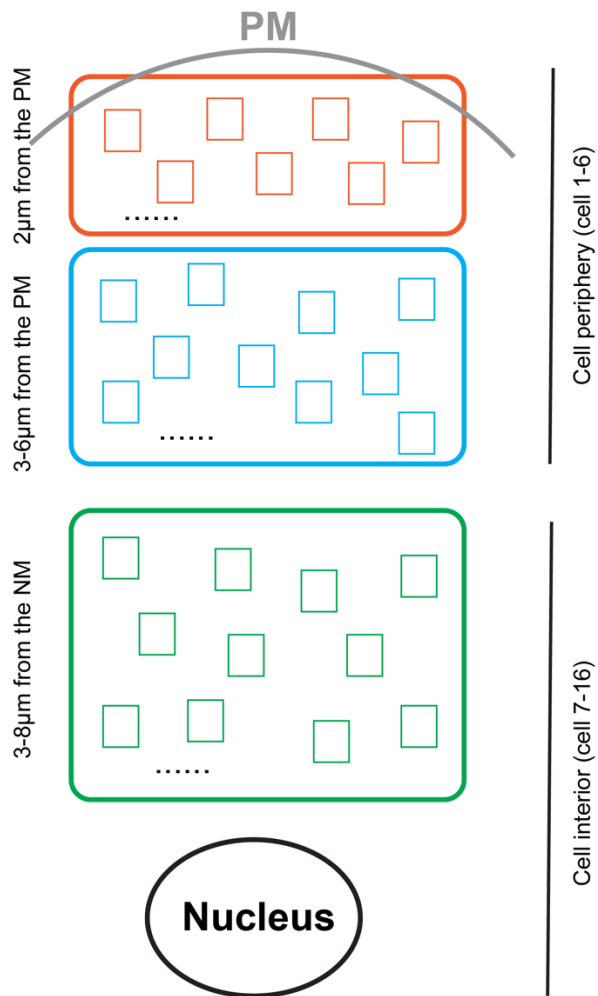 PM
2µm from the PM
3-6µm from the PM
Cell periphery (cell 1-6)
3-8µm from the NM
Cell interior (cell 7-16)
Nucleus